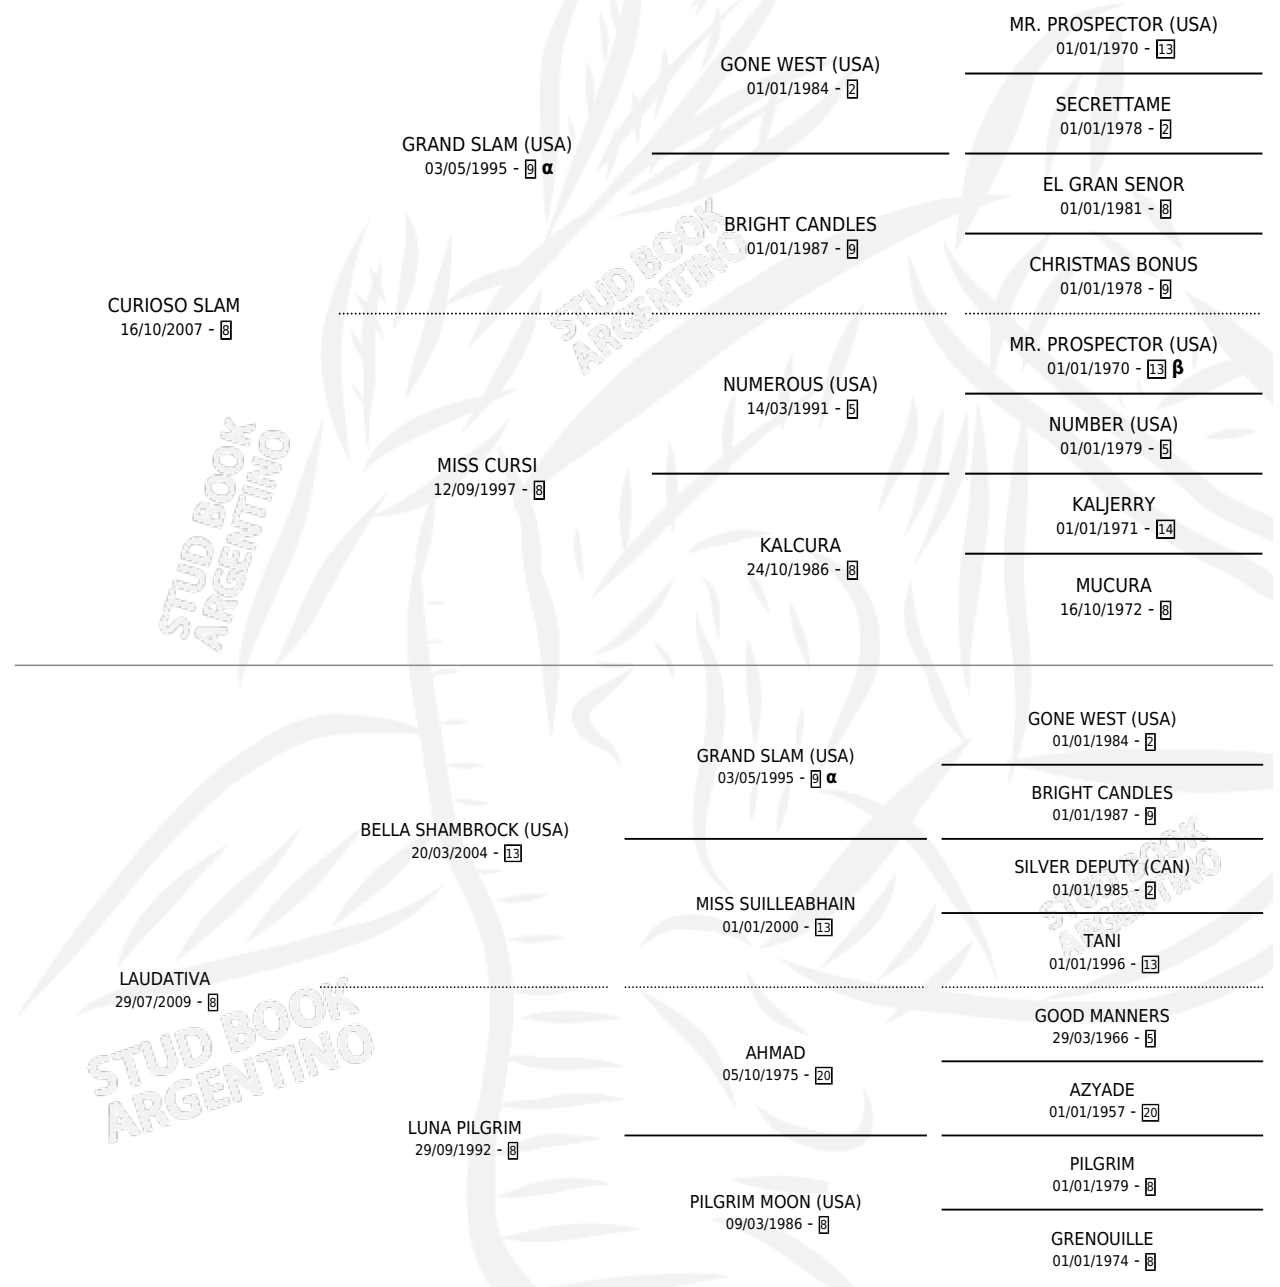 MR. PROSPECTOR (USA)
01/01/1970 - 13
GONE WEST (USA)
01/01/1984 - 2
SECRETTAME
01/01/1978 - 2
GRAND SLAM (USA)
03/05/1995 - 9 α
EL GRAN SENOR
01/01/1981 - 8
BRIGHT CANDLES
01/01/1987 - 9
CHRISTMAS BONUS
01/01/1978 - 9
CURIOSO SLAM
16/10/2007 - 8
MR. PROSPECTOR (USA)
01/01/1970 - 13 β
NUMEROUS (USA)
14/03/1991 - 5
NUMBER (USA)
01/01/1979 - 5
MISS CURSI
12/09/1997 - 8
KALJERRY
01/01/1971 - 14
KALCURA
24/10/1986 - 8
MUCURA
16/10/1972 - 8
GONE WEST (USA)
01/01/1984 - 2
GRAND SLAM (USA)
03/05/1995 - 9 α
BRIGHT CANDLES
01/01/1987 - 9
BELLA SHAMBROCK (USA)
20/03/2004 - 13
SILVER DEPUTY (CAN)
01/01/1985 - 2
MISS SUILLEABHAIN
01/01/2000 - 13
TANI
01/01/1996 - 13
LAUDATIVA
29/07/2009 - 8
GOOD MANNERS
29/03/1966 - 5
AHMAD
05/10/1975 - 20
AZYADE
01/01/1957 - 20
LUNA PILGRIM
29/09/1992 - 8
PILGRIM
01/01/1979 - 8
PILGRIM MOON (USA)
09/03/1986 - 8
GRENOUILLE
01/01/1974 - 8
STUD BOOK
ARGENTINO
STUD BOOK
ARGENTINO
STUD BOOK
ARGENTINO
STUD BOOK
ARGENTINO